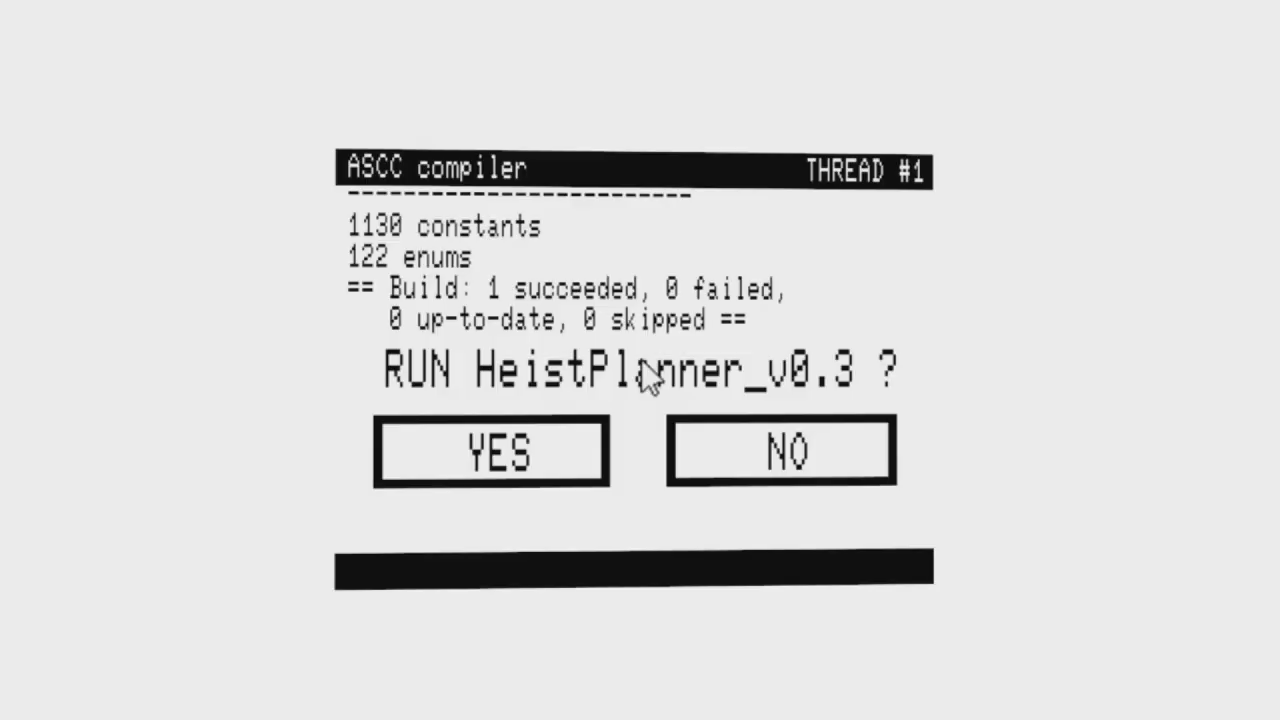 ASCC compiler THREAD #1
-------------------------
1130 constants
122 enums
== Build: 1 succeeded, 0 failed,
0 up-to-date, 0 skipped ==
RUN HeistPlanner_v0.3 ?
YES NO